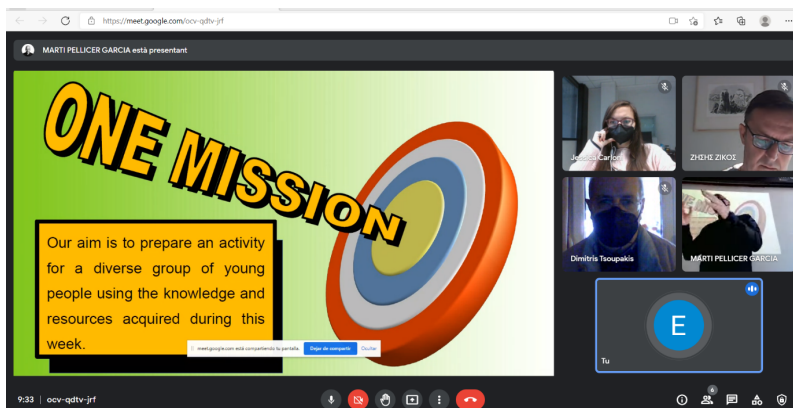 https://meet.google.com/ocv-qdtv-jrf
MARTI PELLICER GARCIA està presentant
ONE MISSION
Our aim is to prepare an activity
for a diverse group of young
people using the knowledge and
resources acquired during this
week.
meet.google.com está compartiendo tu pantalla. Dejar de compartir Ocultar
Jessica Carlon
ΖΗΣΗΣ ΖΙΚΟΣ
Dimitris Tsoupakis
MARTI PELLICER GARCIA
E
Tu
9:33 | ocv-qdtv-jrf
6